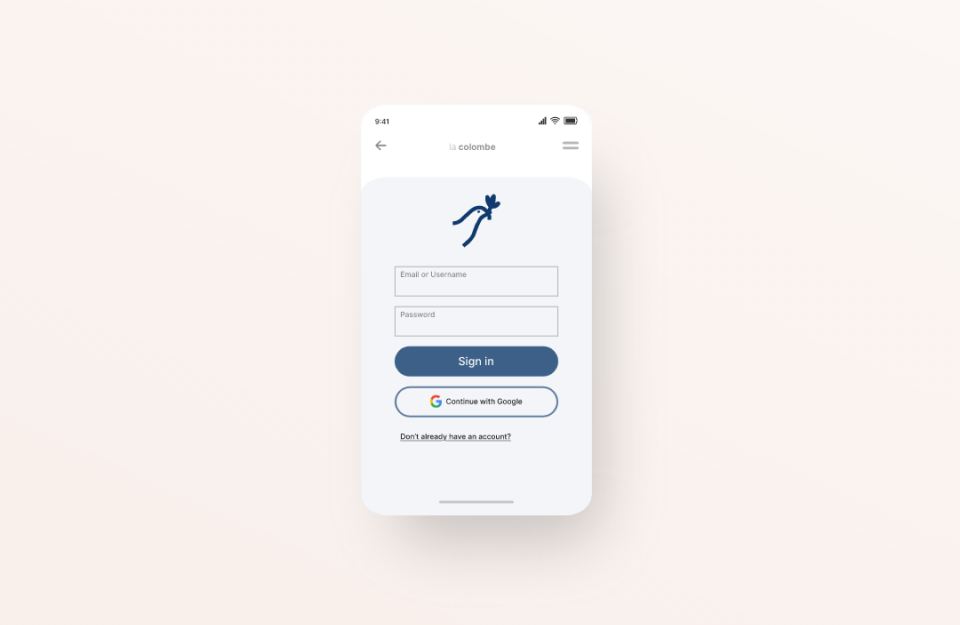 9:41
la colombe
Email or Username
Password
Sign in
Continue with Google
Don't already have an account?